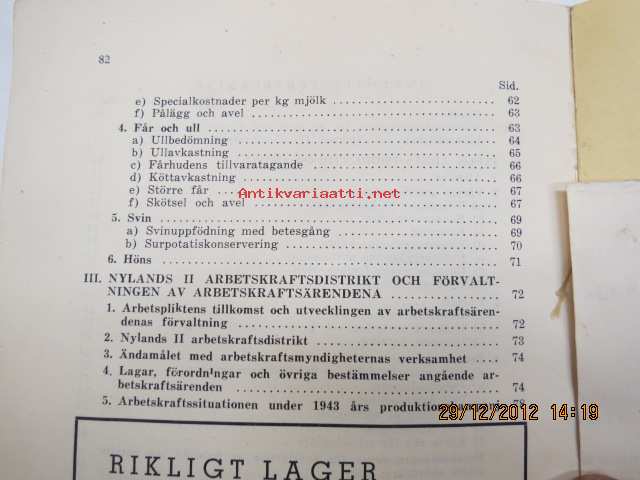 82
Sid.
e) Specialkostnader per kg mjölk 62
f) Pålägg och avel 63
4. Får och ull 63
a) Ullbedömning 64
b) Ullavkastning 65
c) Fårhudens tillvaratagande 66
d) Köttavkastning 66
e) Större får 67
f) Skötsel och avel 67
Antikvariaatti.net
5. Svin 69
a) Svinuppfödning med betesgång 69
b) Surpotatiskonservering 70
6. Höns 71
III. NYLANDS II ARBETSKRAFTSDISTRIKT OCH FÖRVALT-
NINGEN AV ARBETSKRAFTSÄRENDENA 72
1. Arbetspliktens tillkomst och utvecklingen av arbetskraftsären-
denas förvaltning 72
2. Nylands II arbetskraftsdistrikt 73
3. Ändamålet med arbetskraftsmyndigheternas verksamhet 74
4. Lagar, förordningar och övriga bestämmelser angående ar-
betskraftsärenden 74
5. Arbetskraftssituationen under 1943 års produktions 78
29/12/2012 14:19
RIKLIGT LAGER